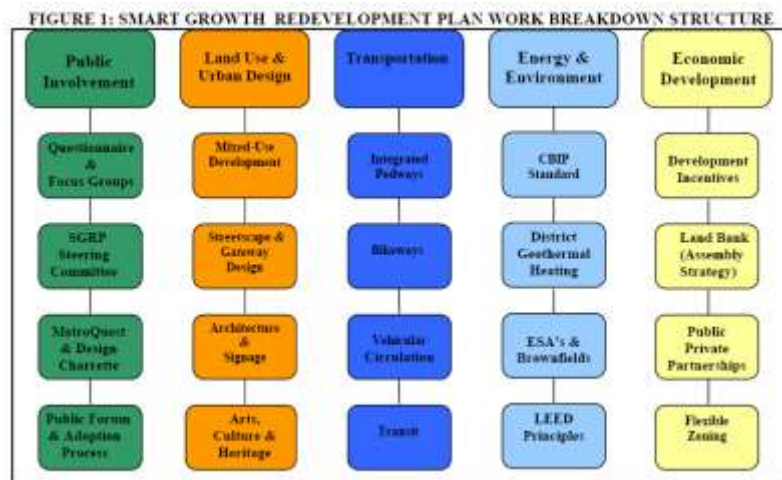 FIGURE 1: SMART GROWTH REDEVELOPMENT PLAN WORK BREAKDOWN STRUCTURE
Public
Involvement
Land Use &
Urban Design
Transportation
Energy &
Environment
Economic
Development
Questionnaire
&
Focus Groups
Mixed-Use
Development
Integrated
Pedways
CBIP
Standard
Development
Incentives
SGRP
Steering
Committee
Streetscape &
Gateway
Design
Bikeways
District
Geothermal
Heating
Land Bank
(Assembly
Strategy)
MetroQuest
& Design
Charrette
Architecture
&
Signage
Vehicular
Circulation
ESA's &
Brownfields
Public
Private
Partnerships
Public Forum
& Adoption
Process
Arts,
Culture &
Heritage
Transit
LEED
Principles
Flexible
Zoning